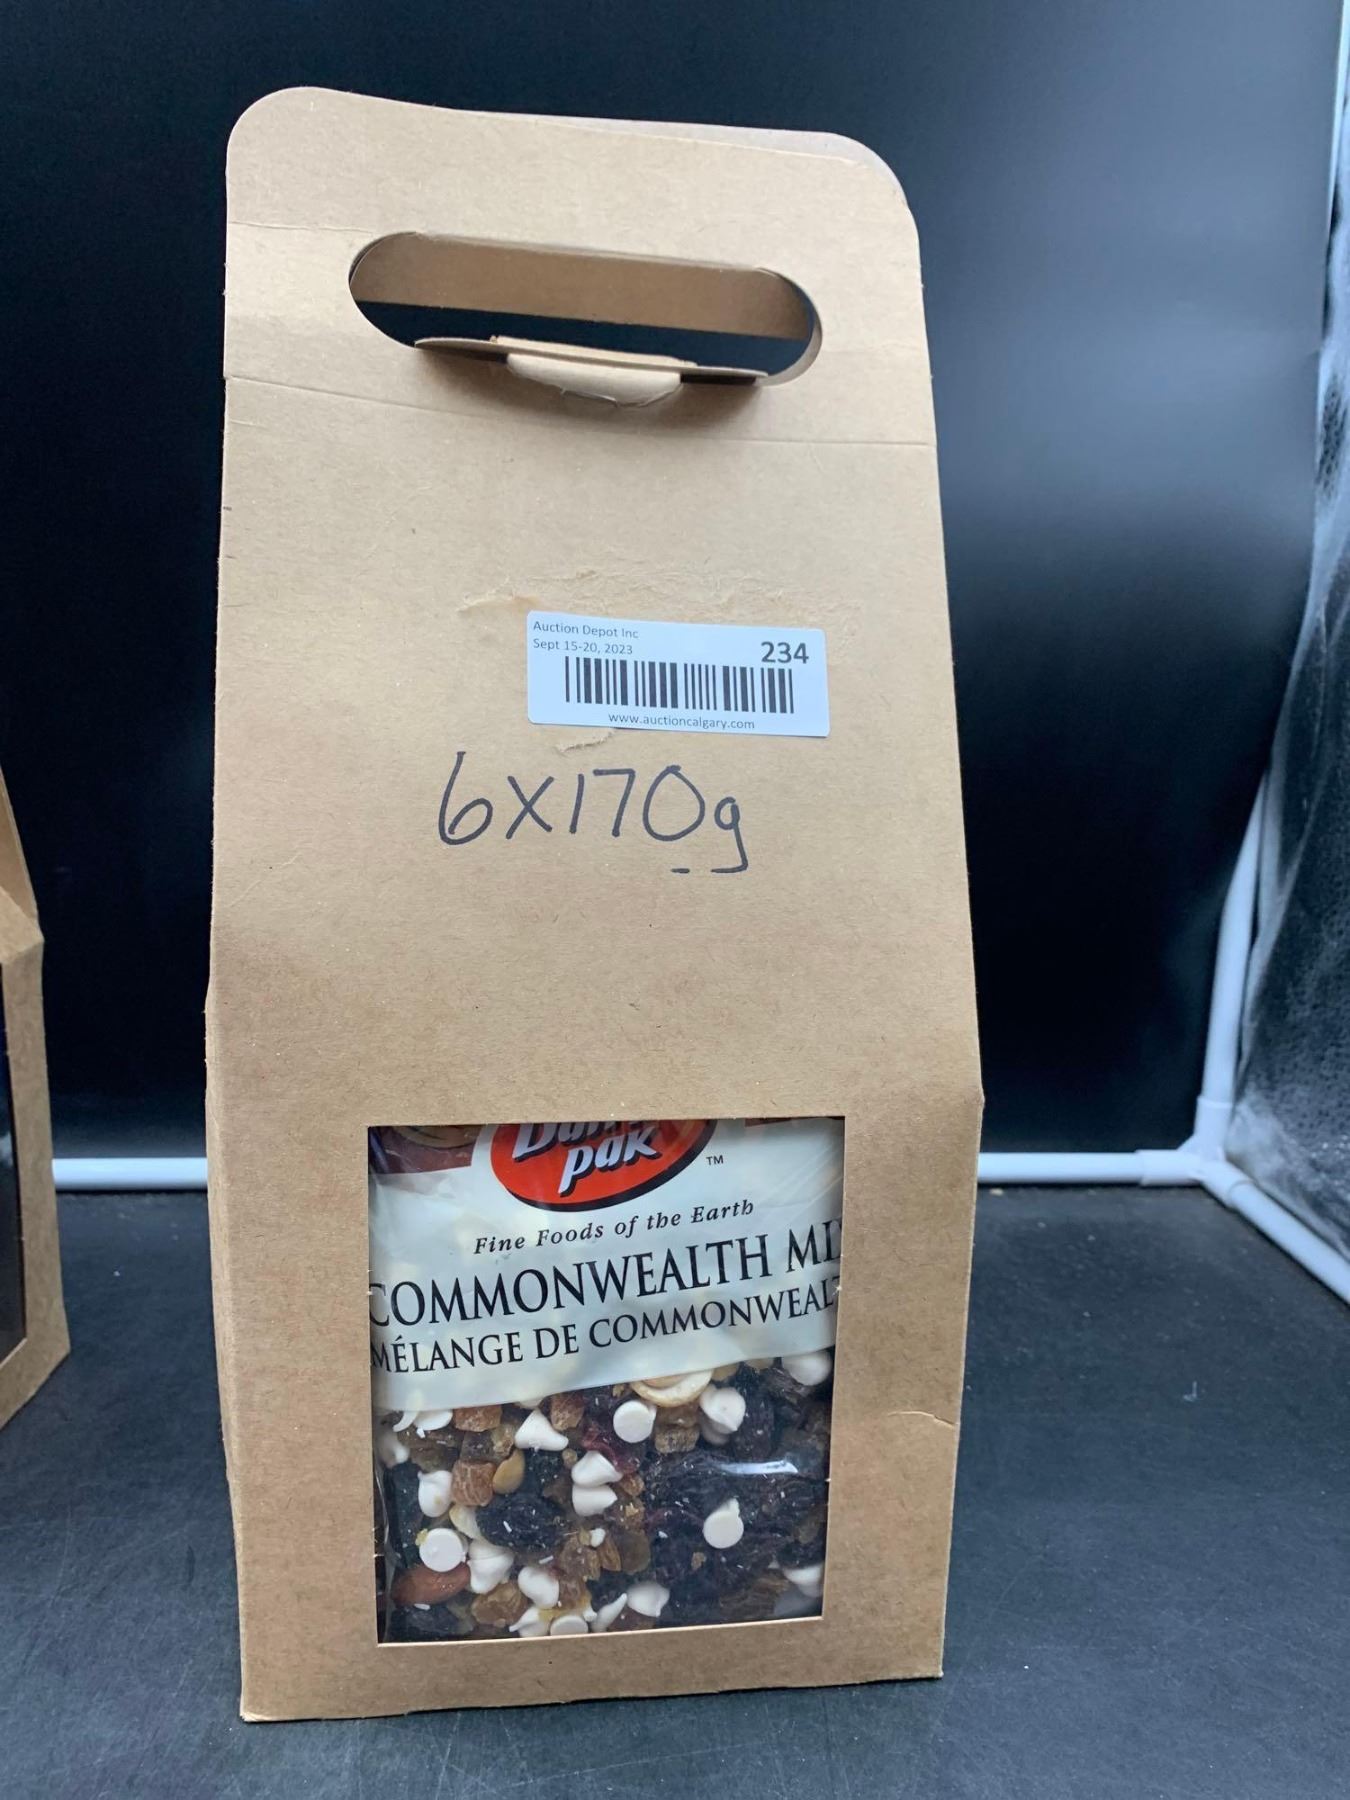 Auction Depot Inc
Sept 15-20, 2023
234
www.auctioncalgary.com
6x170g
pak
TM
Fine Foods of the Earth
COMMONWEALTH MI
MÉLANGE DE COMMONWEAL